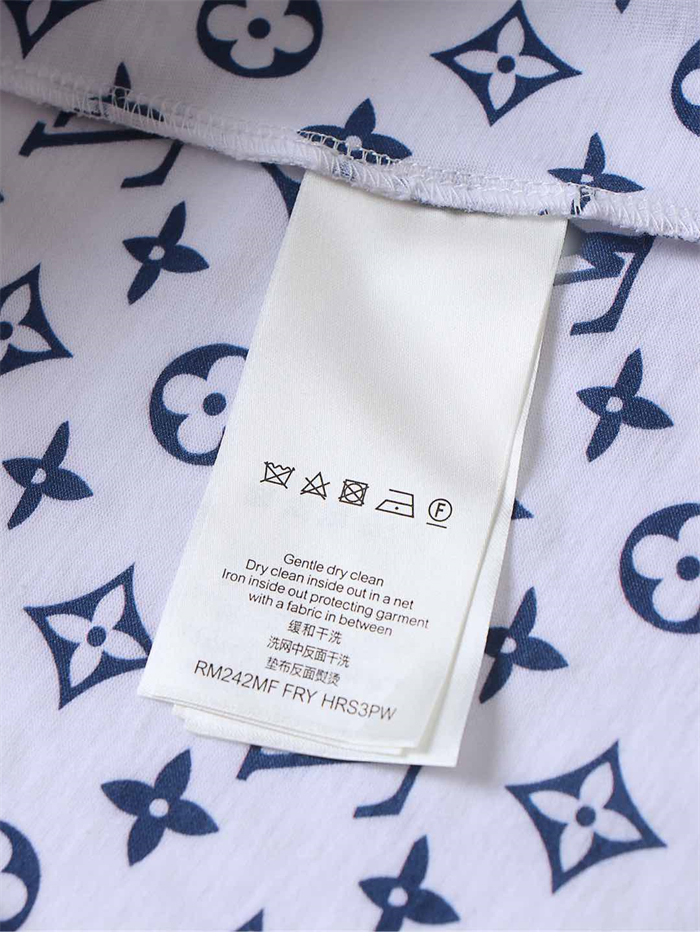 F
Gentle dry clean
Dry clean inside out in a net
Iron inside out protecting garment
with a fabric in between
缓和干洗
洗网中反面干洗
垫布反面熨烫
RM242MF FRY HRS3PW